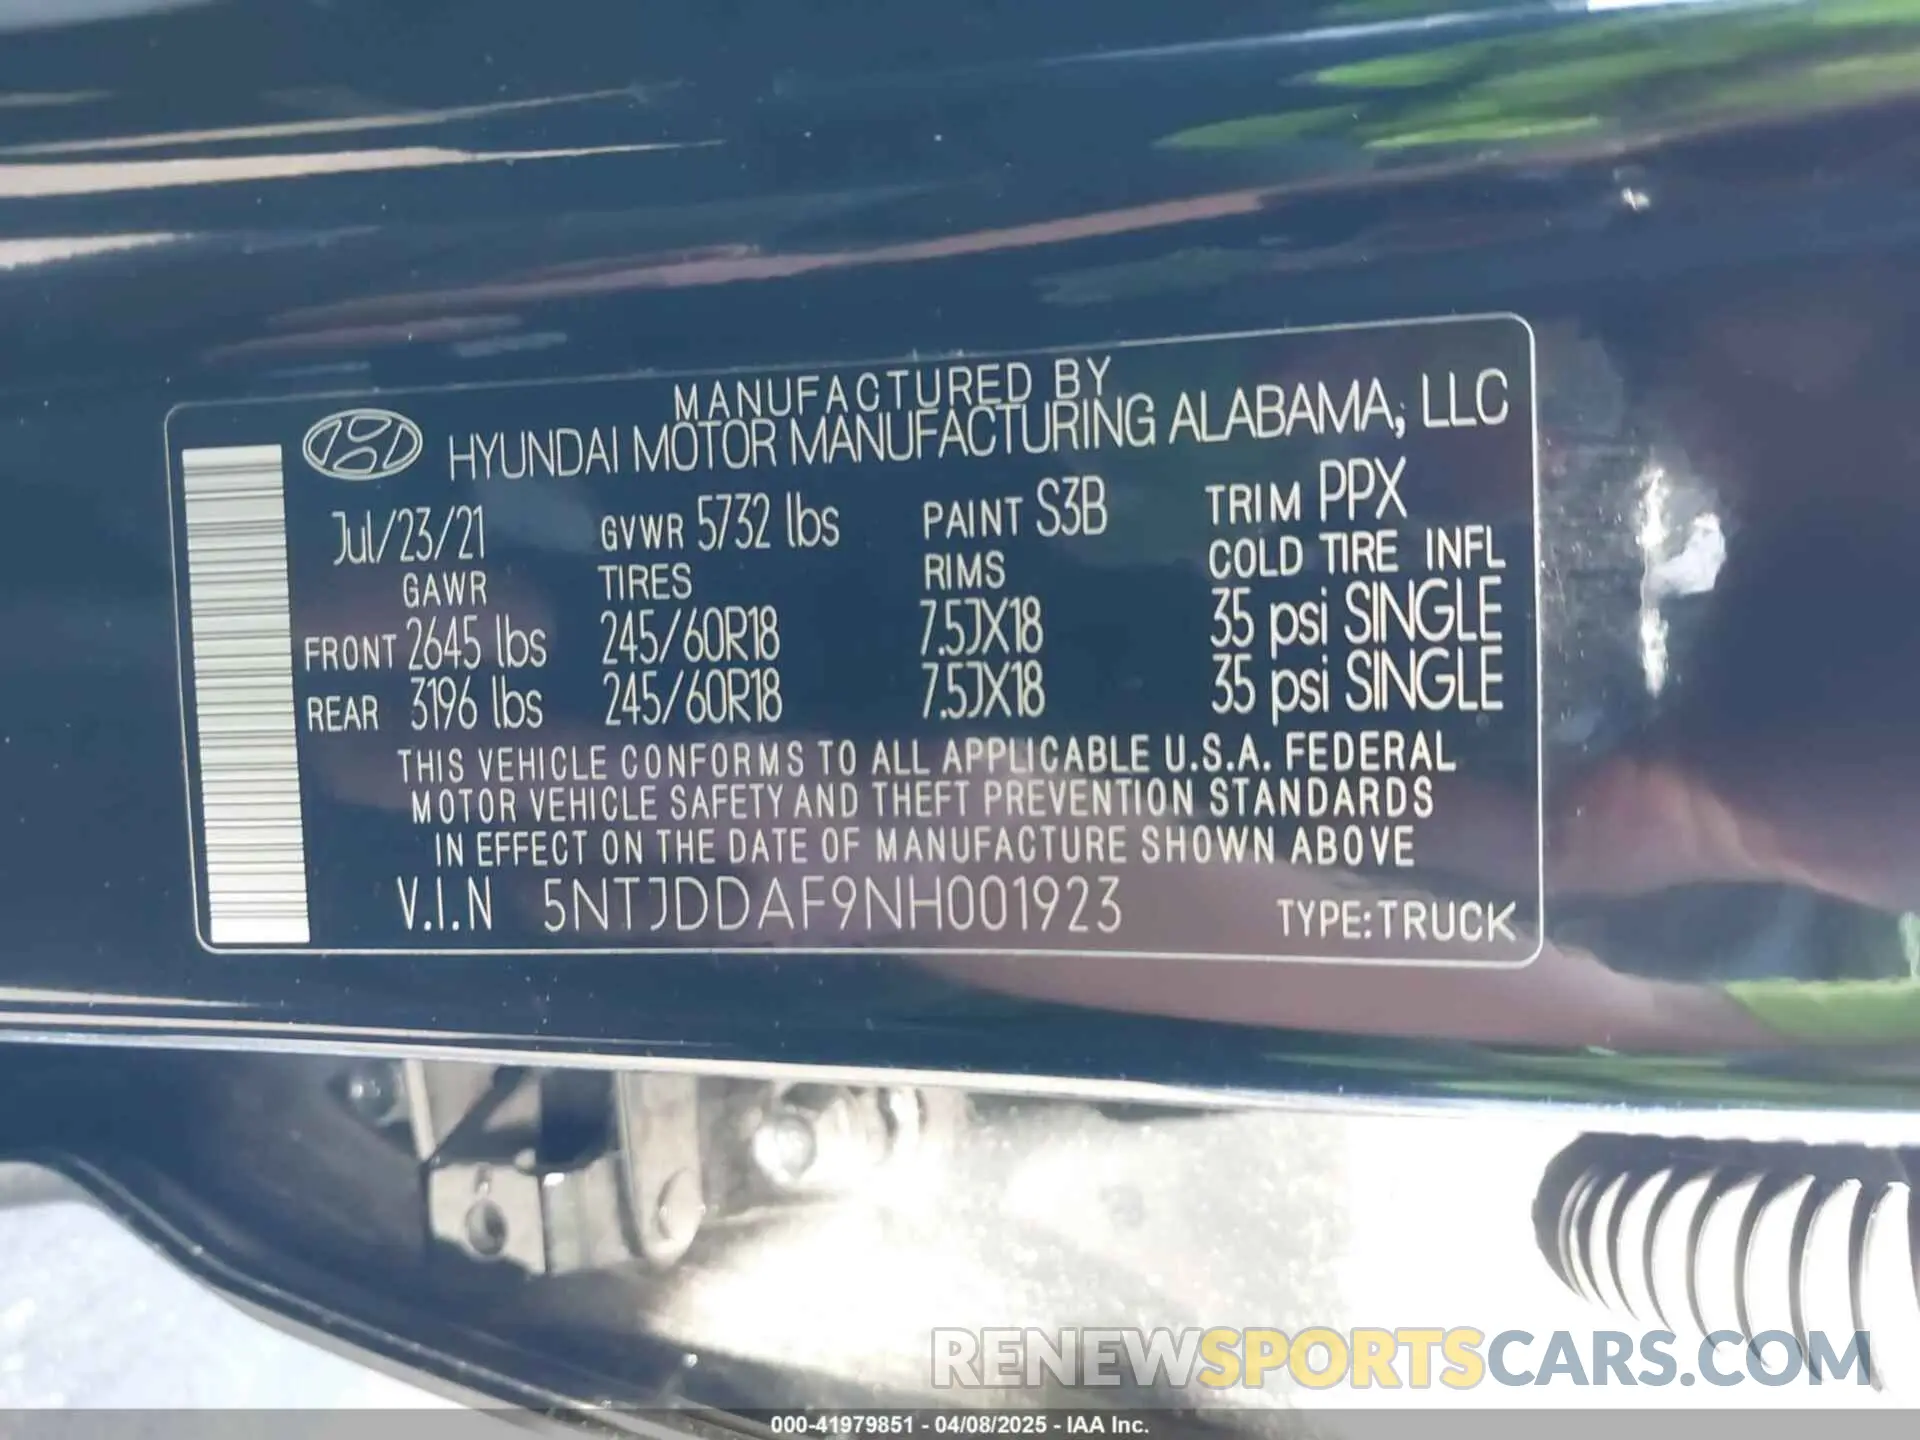 MANUFACTURED BY
HYUNDAI MOTOR MANUFACTURING ALABAMA, LLC
Jul/23/21 GVWR 5732 lbs PAINT S3B TRIM PPX
GAWR TIRES RIMS COLD TIRE INFL
FRONT 2645 lbs 245/60R18 7.5JX18 35 psi SINGLE
REAR 3196 lbs 245/60R18 7.5JX18 35 psi SINGLE
THIS VEHICLE CONFORMS TO ALL APPLICABLE U.S.A. FEDERAL
MOTOR VEHICLE SAFETY AND THEFT PREVENTION STANDARDS
IN EFFECT ON THE DATE OF MANUFACTURE SHOWN ABOVE
V.I.N 5NTJDDAF9NH001923 TYPE:TRUCK
RENEWSPORTSCARS.COM
000-41979851 - 04/08/2025 - IAA Inc.